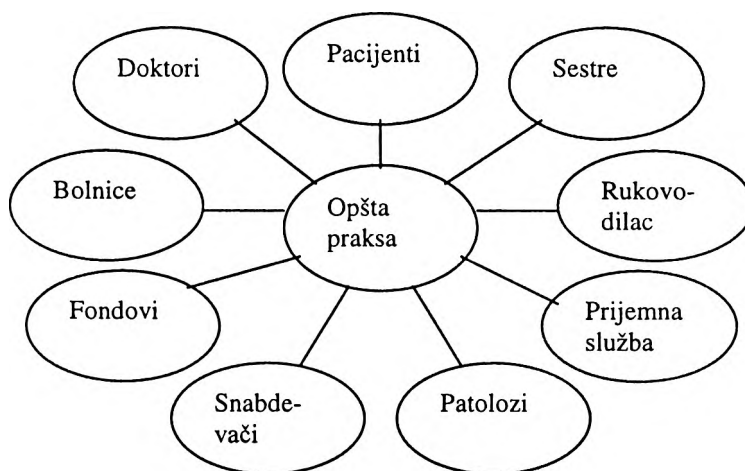 Doktori
Pacijenti
Sestre
Bolnice
Opšta
praksa
Rukovo-
dilac
Fondovi
Prijemna
služba
Snabde-
vači
Patolozi